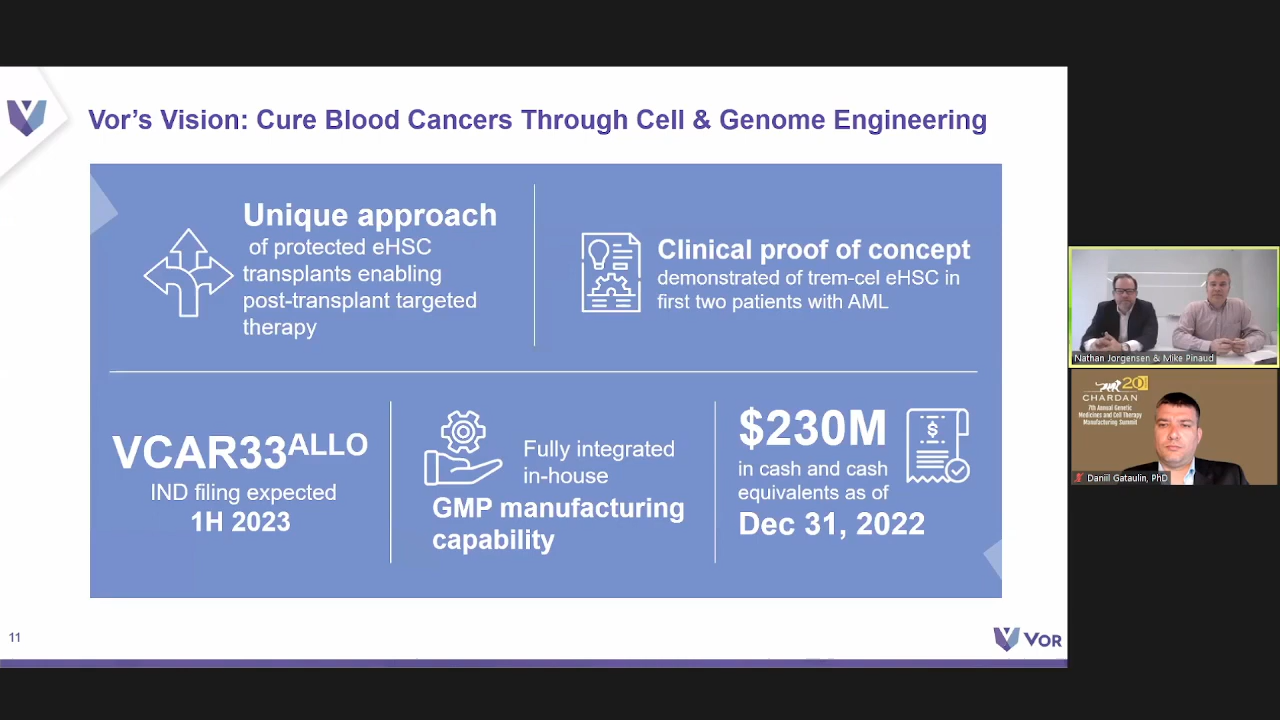 Vor's Vision: Cure Blood Cancers Through Cell & Genome Engineering
Unique approach
of protected eHSC
transplants enabling
post-transplant targeted
therapy
Clinical proof of concept
demonstrated of trem-cel eHSC in
first two patients with AML
VCAR33ALLO
IND filing expected
1H 2023
Fully integrated
in-house
GMP manufacturing
capability
$230M
in cash and cash
equivalents as of
Dec 31, 2022
$
11
VOR
Nathan Jorgensen & Mike Pinaud
20
CHARDAN
7th Annual Genetic
Medicines and Cell Therapy
Manufacturing Summit
Daniil Gataulin, PhD